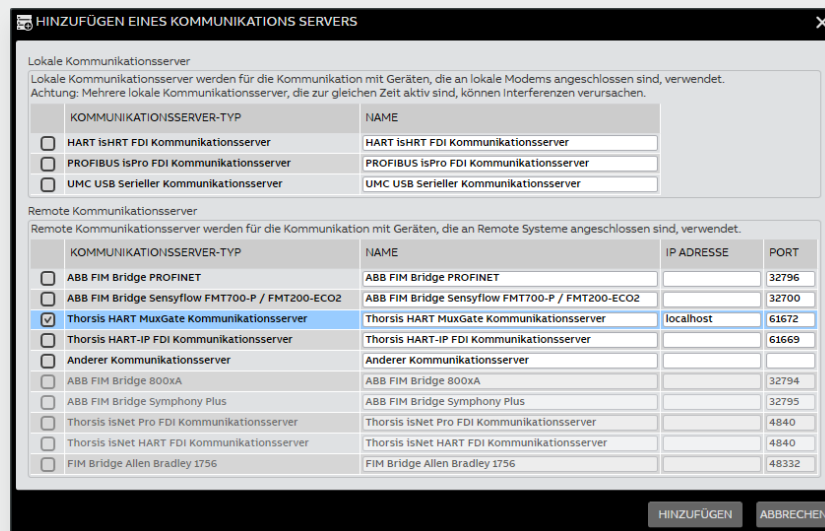 HINZUFÜGEN EINES KOMMUNIKATIONS SERVERS
Lokale Kommunikationsserver
Lokale Kommunikationsserver werden für die Kommunikation mit Geräten, die an lokale Modems angeschlossen sind, verwendet.
Achtung: Mehrere lokale Kommunikationsserver, die zur gleichen Zeit aktiv sind, können Interferenzen verursachen.
KOMMUNIKATIONSSERVER-TYP NAME
HART isHRT FDI Kommunikationsserver HART isHRT FDI Kommunikationsserver
PROFIBUS isPro FDI Kommunikationsserver PROFIBUS isPro FDI Kommunikationsserver
UMC USB Serieller Kommunikationsserver UMC USB Serieller Kommunikationsserver
Remote Kommunikationsserver
Remote Kommunikationsserver werden für die Kommunikation mit Geräten, die an Remote Systeme angeschlossen sind, verwendet.
KOMMUNIKATIONSSERVER-TYP NAME IP ADRESSE PORT
ABB FIM Bridge PROFINET ABB FIM Bridge PROFINET 32796
ABB FIM Bridge Sensyflow FMT700-P / FMT200-ECO2 ABB FIM Bridge Sensyflow FMT700-P / FMT200-ECO2 32700
Thorsis HART MuxGate Kommunikationsserver Thorsis HART MuxGate Kommunikationsserver localhost 61672
Thorsis HART-IP FDI Kommunikationsserver Thorsis HART-IP FDI Kommunikationsserver 61669
Anderer Kommunikationsserver Anderer Kommunikationsserver
ABB FIM Bridge 800xA ABB FIM Bridge 800xA 32794
ABB FIM Bridge Symphony Plus ABB FIM Bridge Symphony Plus 32795
Thorsis isNet Pro FDI Kommunikationsserver Thorsis isNet Pro FDI Kommunikationsserver 4840
Thorsis isNet HART FDI Kommunikationsserver Thorsis isNet HART FDI Kommunikationsserver 4840
FIM Bridge Allen Bradley 1756 FIM Bridge Allen Bradley 1756 48332
HINZUFÜGEN ABBRECHEN